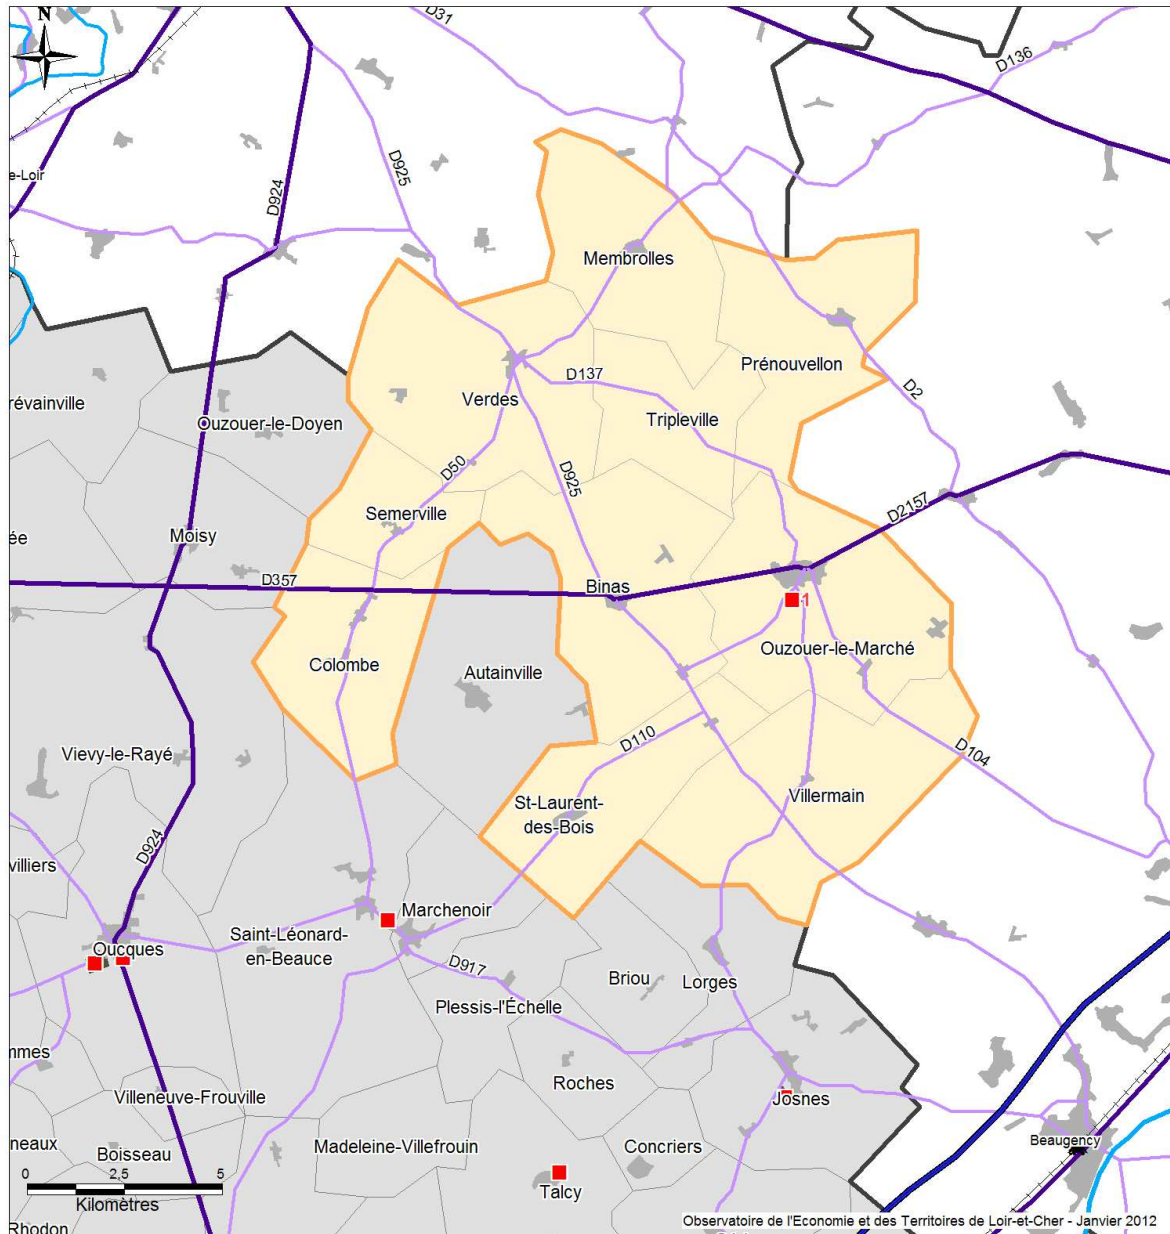 N
D31
D136
D925
e-Loir
D924
Membrolles
Prénouvellon
D137
D2
Verdes
révainville
Tripleville
Ouzouer-le-Doyen
D50
D925
Semerville
D2157
Moisy
ée
D357
Binas
1
Ouzouer-le-Marché
Colombe
Autainville
D110
D104
Vievy-le-Rayé
Villermain
St-Laurent-
des-Bois
D924
villiers
Marchenoir
Saint-Léonard-
en-Beauce
Oucques
D917
Briou
Lorges
Plessis-l'Échelle
mmes
Roches
Villeneuve-Frouville
Josnes
neaux
Boisseau
Madeleine-Villefrouin
Concriers
Beaugency
0 2,5 5
Kilomètres
Talcy
Rhodon
Observatoire de l'Economie et des Territoires de Loir-et-Cher - Janvier 2012